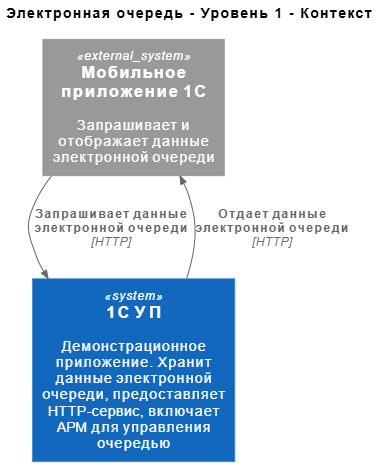 Электронная очередь - Уровень 1 - Контекст
«external_system»
Мобильное
приложение 1С
Запрашивает и
отображает данные
электронной очереди
Запрашивает данные
электронной очереди
[HTTP]
Отдает данные
электронной очереди
[HTTP]
«system»
1С УП
Демонстрационное
приложение. Хранит
данные электронной
очереди, предоставляет
HTTP-сервис, включает
АРМ для управления
очередью